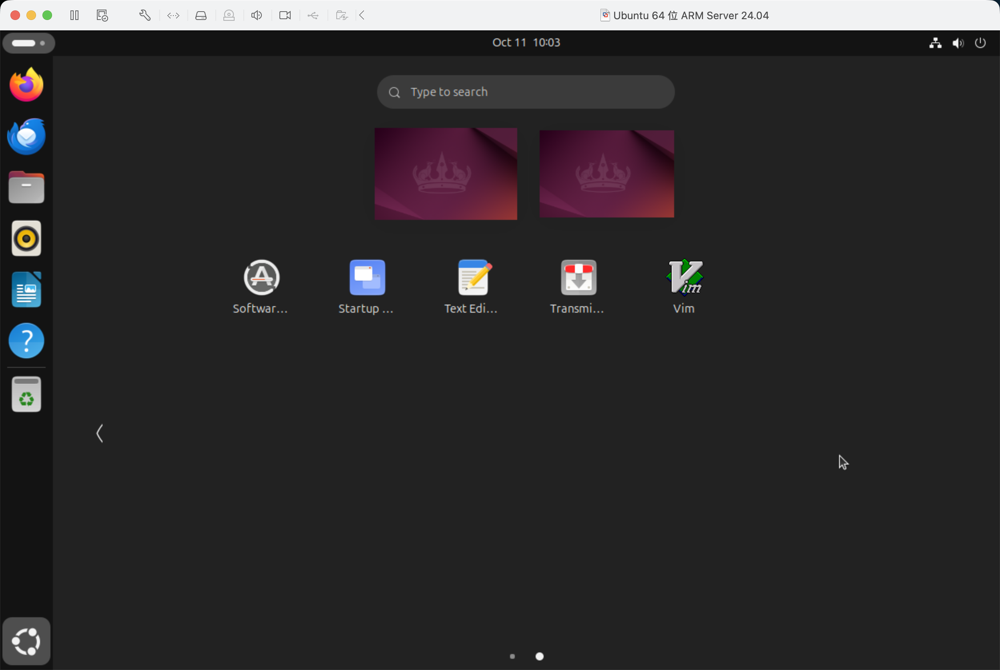 Ubuntu 64 位 ARM Server 24.04
Oct 11 10:03
Type to search
Softwar...
Startup ...
Text Edi...
Transmi...
Vim